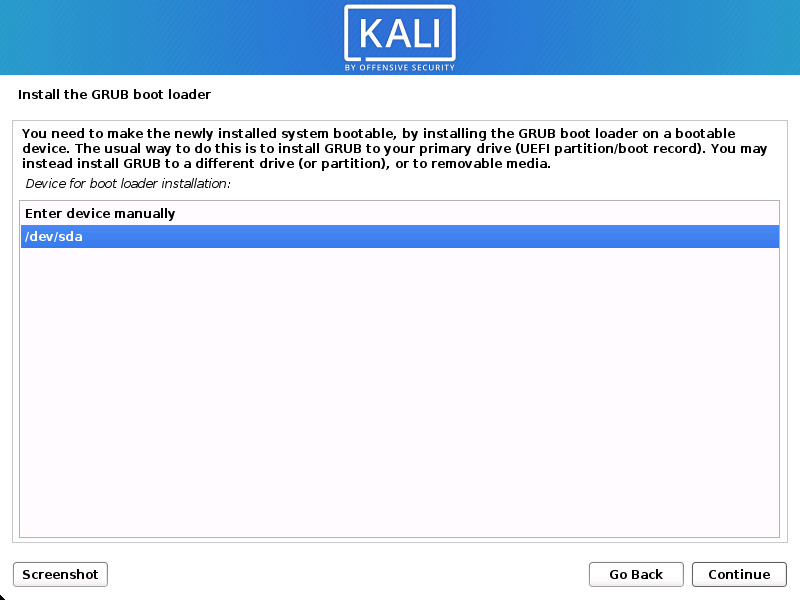 KALI
BY OFFENSIVE SECURITY
Install the GRUB boot loader
You need to make the newly installed system bootable, by installing the GRUB boot loader on a bootable
device. The usual way to do this is to install GRUB to your primary drive (UEFI partition/boot record). You may
instead install GRUB to a different drive (or partition), or to removable media.
Device for boot loader installation:
Enter device manually
/dev/sda
Screenshot
Go Back
Continue